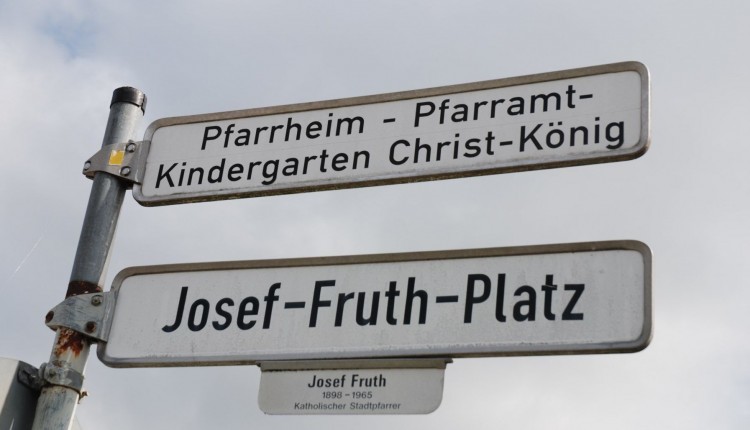 Pfarrheim - Pfarramt-
Kindergarten Christ-König
Josef-Fruth-Platz
Josef Fruth
1898 - 1965
Katholischer Stadtpfarrer